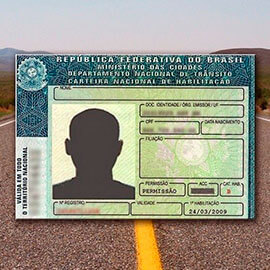 REPÚBLICA FEDERATIVA DO BRASIL
MINISTÉRIO DAS CIDADES
DEPARTAMENTO NACIONAL DE TRÂNSITO
CARTEIRA NACIONAL DE HABILITAÇÃO
NOME
DOC. IDENTIDADE / ÓRG. EMISSOR / UF
CPF
DATA NASCIMENTO
FILIAÇÃO
PERMISSÃO
ACC
CAT. HAB.
PERMISSÃO
B
Nº REGISTRO
VALIDADE
1ª HABILITAÇÃO
24/03/2009
VÁLIDA EM TODO
O TERRITÓRIO NACIONAL